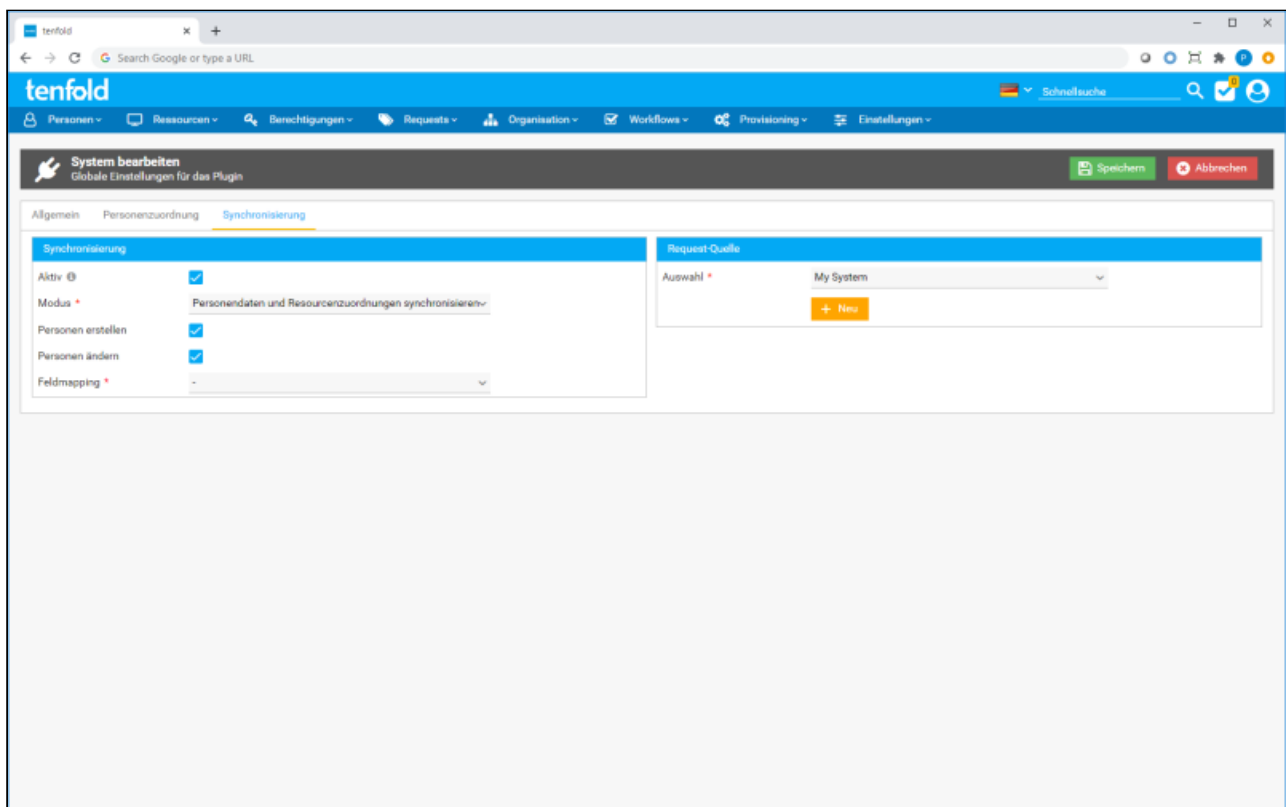 tenfold
Search Google or type a URL
P
tenfold
Schnellsuche
0
Personen
Ressourcen
Berechtigungen
Requests
Organisation
Workflows
Provisioning
Einstellungen
System bearbeiten
Globale Einstellungen für das Plugin
Speichern
Abbrechen
Allgemein
Personenzuordnung
Synchronisierung
Synchronisierung
Aktiv
Modus *
Personendaten und Resourcenzuordnungen synchronisieren
Personen erstellen
Personen ändern
Feldmapping *
-
Request-Quelle
Auswahl *
My System
+ Neu